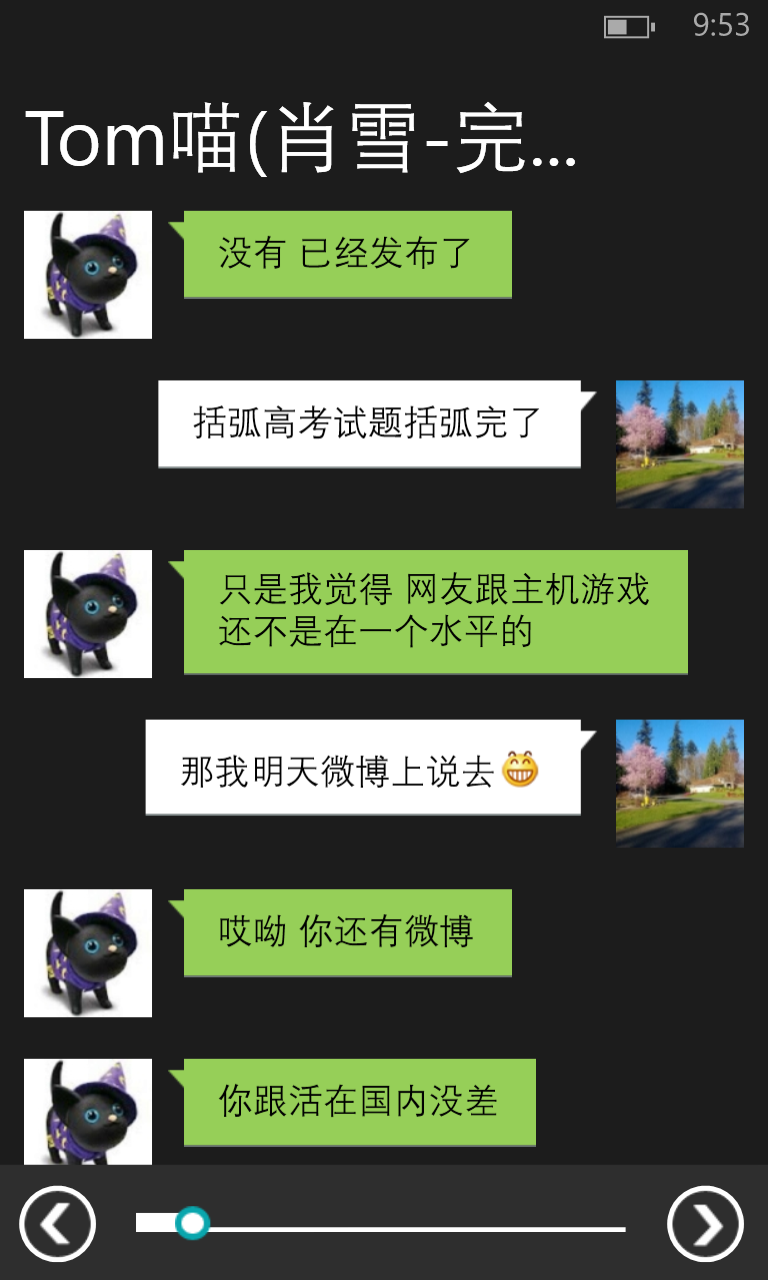 9:53
Tom喵(肖雪-完...
没有 已经发布了
括弧高考试题括弧完了
只是我觉得 网友跟主机游戏
还不是在一个水平的
那我明天微博上说去😁
哎呦 你还有微博
你跟活在国内没差